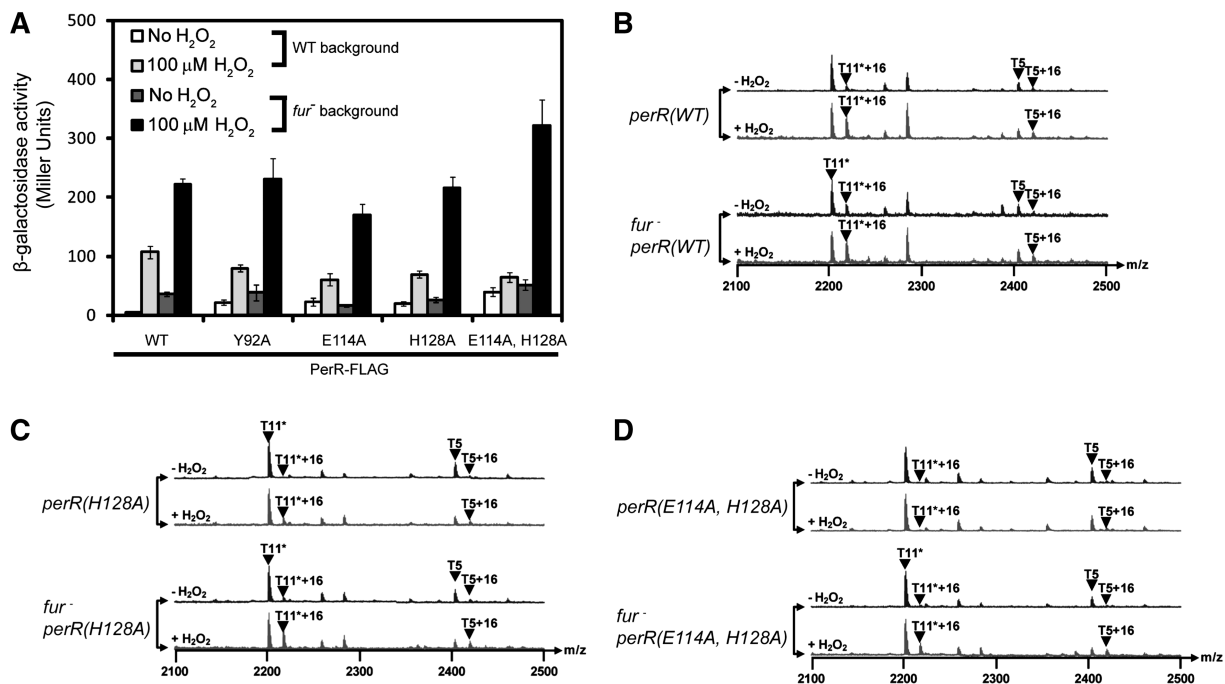 A
β-galactosidase activity
(Miller Units)
500
400
300
200
100
0
No H₂O₂
100 μM H₂O₂
WT background
No H₂O₂
100 μM H₂O₂
fur⁻ background
WT Y92A E114A H128A E114A, H128A
PerR-FLAG
B
perR(WT)
- H₂O₂
T11*+16 T5 T5+16
+ H₂O₂
T11*+16 T5+16
fur⁻
perR(WT)
- H₂O₂
T11* T11*+16 T5 T5+16
+ H₂O₂
T11*+16 T5+16
2100 2200 2300 2400 2500 m/z
C
perR(H128A)
- H₂O₂
T11* T11*+16 T5 T5+16
+ H₂O₂
T11*+16 T5+16
fur⁻
perR(H128A)
- H₂O₂
T11* T11*+16 T5 T5+16
+ H₂O₂
T11*+16 T5+16
2100 2200 2300 2400 2500 m/z
D
perR(E114A, H128A)
- H₂O₂
T11*+16 T5 T5+16
+ H₂O₂
T11*+16 T5+16
fur⁻
perR(E114A, H128A)
- H₂O₂
T11* T11*+16 T5 T5+16
+ H₂O₂
T11*+16 T5+16
2100 2200 2300 2400 2500 m/z